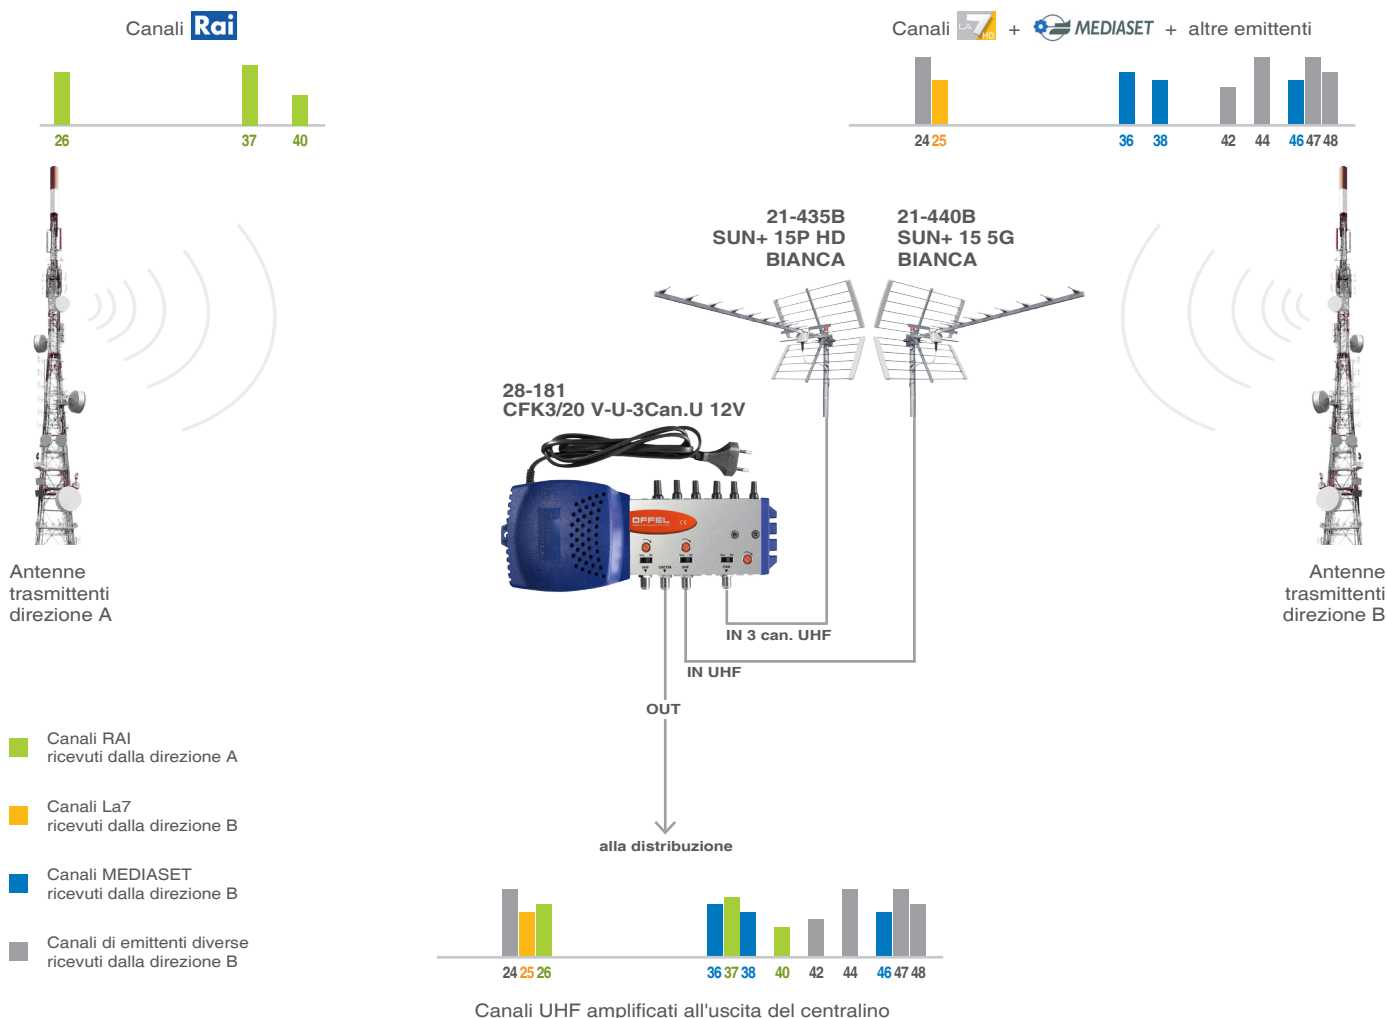 Canali Rai
Canali LA7 HD + MEDIASET + altre emittenti
26 37 40
24 25 36 38 42 44 46 47 48
21-435B
SUN+ 15P HD
BIANCA
21-440B
SUN+ 15 5G
BIANCA
28-181
CFK3/20 V-U-3Can.U 12V
OFFEL
CE
USCITA
CAN.
Antenne
trasmittenti
direzione A
Antenne
trasmittenti
direzione B
IN 3 can. UHF
IN UHF
OUT
alla distribuzione
Canali RAI
ricevuti dalla direzione A
Canali La7
ricevuti dalla direzione B
Canali MEDIASET
ricevuti dalla direzione B
Canali di emittenti diverse
ricevuti dalla direzione B
24 25 26 36 37 38 40 42 44 46 47 48
Canali UHF amplificati all'uscita del centralino